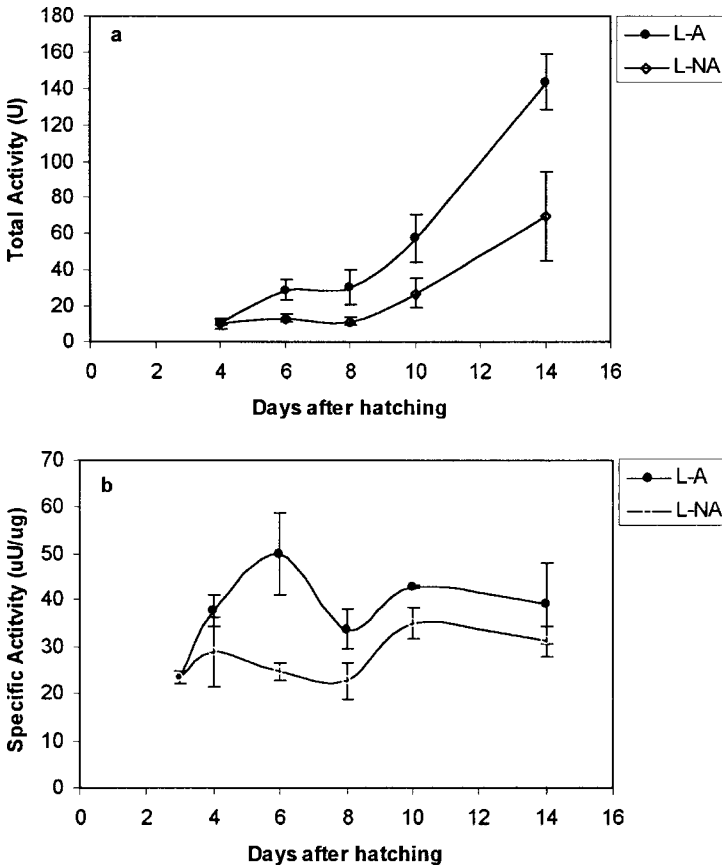 a
L-A
L-NA
Total Activity (U)
180
160
140
120
100
80
60
40
20
0
0 2 4 6 8 10 12 14 16
Days after hatching
b
L-A
L-NA
Specific Actitvity (uU/ug)
70
60
50
40
30
20
10
0
0 2 4 6 8 10 12 14 16
Days after hatching